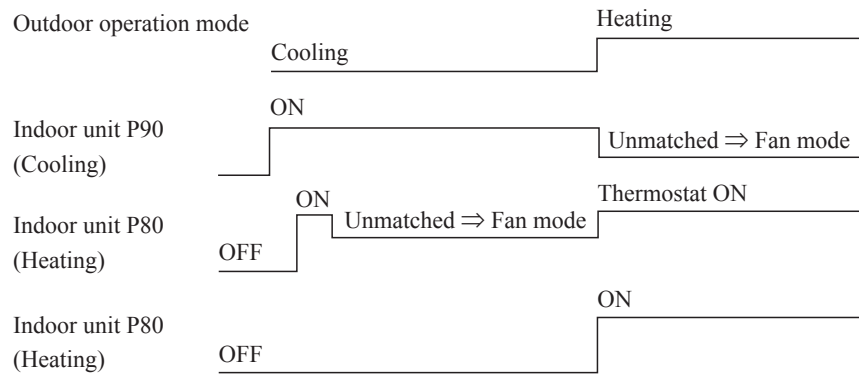 Outdoor operation mode
Heating
Cooling
ON
Indoor unit P90
(Cooling)
Unmatched ⇒ Fan mode
ON
Thermostat ON
Indoor unit P80
(Heating)
OFF
Unmatched ⇒ Fan mode
ON
Indoor unit P80
(Heating)
OFF